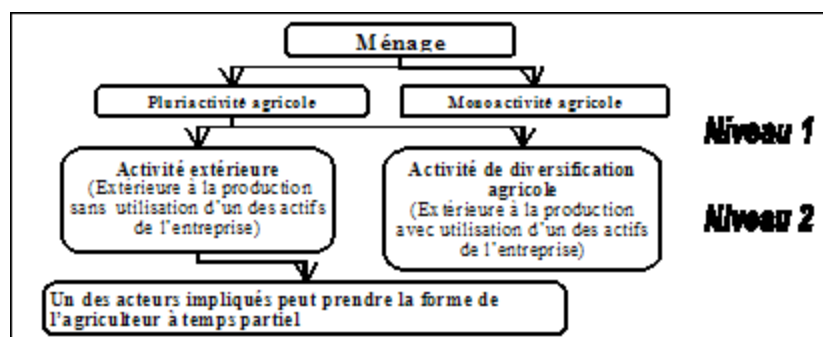 Ménage
Pluriactivité agricole
Monoactivité agricole
Niveau 1
Activité extérieure
(Extérieure à la production
sans utilisation d'un des actifs
de l'entreprise)
Activité de diversification
agricole
(Extérieure à la production
avec utilisation d'un des actifs
de l'entreprise)
Niveau 2
Un des acteurs impliqués peut prendre la forme de
l'agriculteur à temps partiel